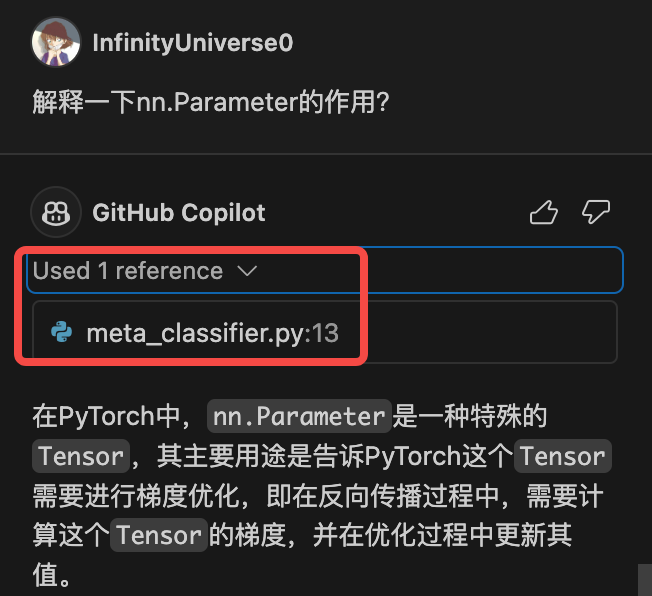 InfinityUniverse0
解释一下nn.Parameter的作用?
GitHub Copilot
Used 1 reference
meta_classifier.py:13
在PyTorch中，nn.Parameter是一种特殊的
Tensor，其主要用途是告诉PyTorch这个Tensor
需要进行梯度优化，即在反向传播过程中，需要计
算这个Tensor的梯度，并在优化过程中更新其
值。